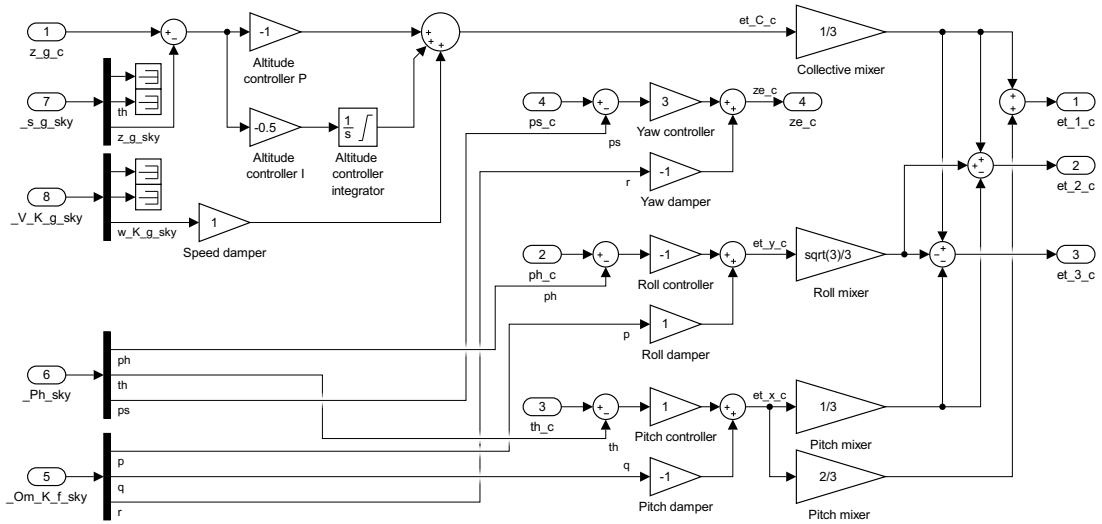 1
z_g_c
+
−
-1
Altitude
controller P
+
+
+
+
et_C_c
1/3
Collective mixer
7
_s_g_sky
th
z_g_sky
-0.5
Altitude
controller I
1
s
Altitude
controller
integrator
4
ps_c
+
−
ps
3
Yaw controller
+
+
ze_c
4
ze_c
+
+
1
et_1_c
8
_V_K_g_sky
w_K_g_sky
1
Speed damper
r
-1
Yaw damper
+
+
−
2
et_2_c
2
ph_c
+
−
ph
-1
Roll controller
+
+
et_y_c
sqrt(3)/3
Roll mixer
+
−
−
3
et_3_c
p
1
Roll damper
6
_Ph_sky
ph
th
ps
3
th_c
+
−
th
1
Pitch controller
+
+
et_x_c
1/3
Pitch mixer
5
_Om_K_f_sky
p
q
r
q
-1
Pitch damper
2/3
Pitch mixer